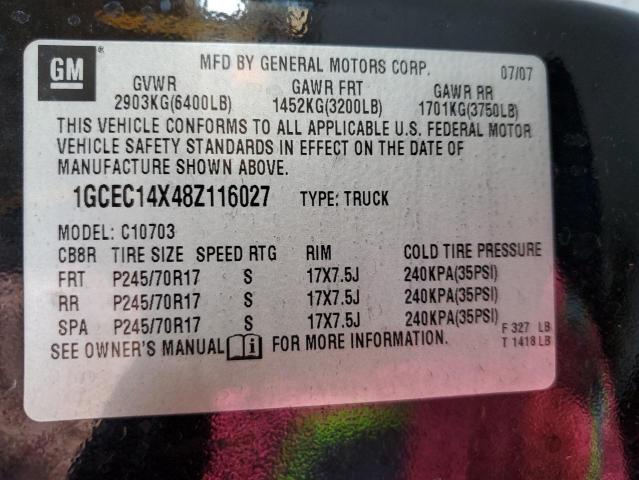 GM ® MFD BY GENERAL MOTORS CORP. 07/07
GVWR GAWR FRT GAWR RR
2903KG(6400LB) 1452KG(3200LB) 1701KG(3750LB)
THIS VEHICLE CONFORMS TO ALL APPLICABLE U.S. FEDERAL MOTOR
VEHICLE SAFETY STANDARDS IN EFFECT ON THE DATE OF
MANUFACTURE SHOWN ABOVE.
1GCEC14X48Z116027 TYPE: TRUCK
MODEL: C10703
CB8R TIRE SIZE SPEED RTG RIM COLD TIRE PRESSURE
FRT P245/70R17 S 17X7.5J 240KPA(35PSI)
RR P245/70R17 S 17X7.5J 240KPA(35PSI)
SPA P245/70R17 S 17X7.5J 240KPA(35PSI)
F 327 LB
SEE OWNER'S MANUAL i FOR MORE INFORMATION. T 1418 LB